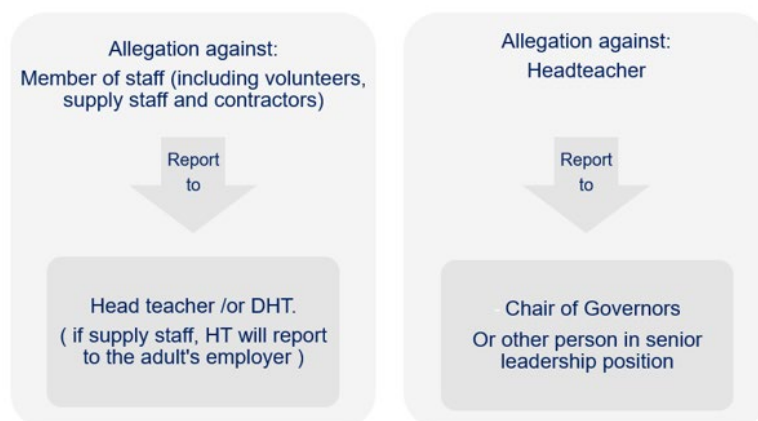 Allegation against:
Member of staff (including volunteers,
supply staff and contractors)
Report
to
Head teacher /or DHT.
( if supply staff, HT will report
to the adult's employer )
Allegation against:
Headteacher
Report
to
Chair of Governors
Or other person in senior
leadership position